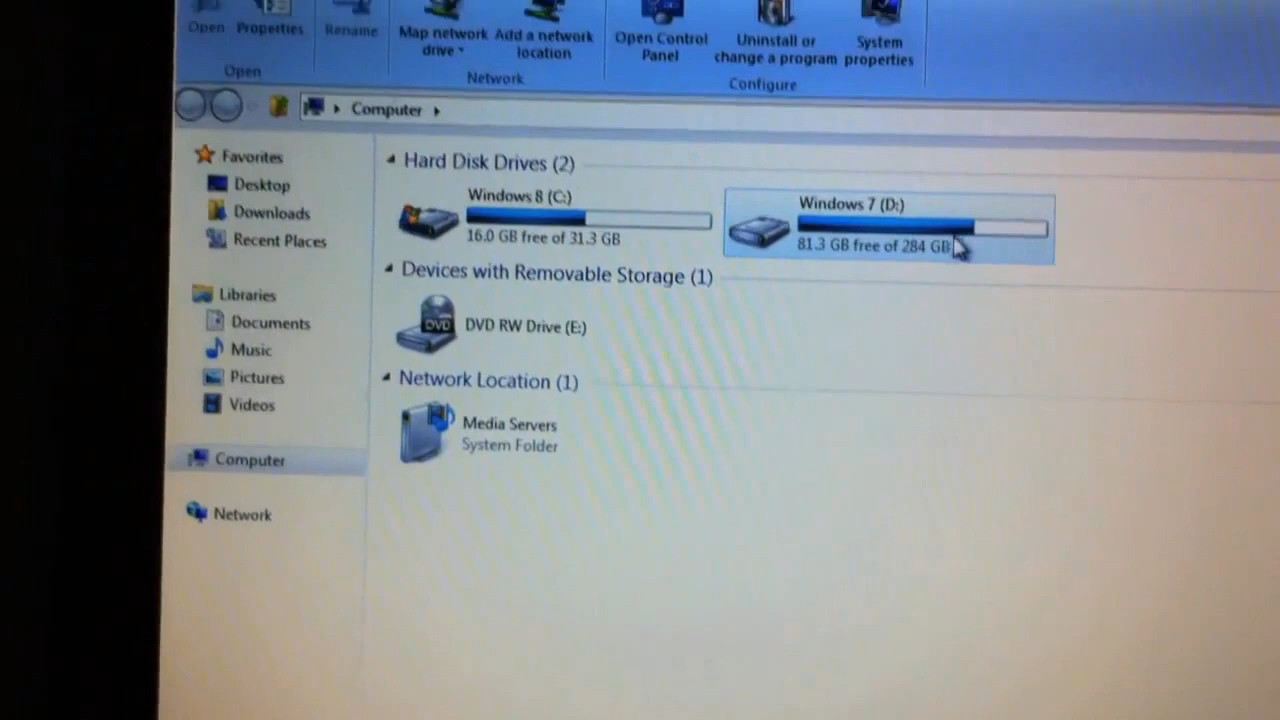 Open Properties Rename Map network drive Add a network location Open Control Panel Uninstall or change a program System properties
Open Network Configure
Computer
Favorites
Desktop
Downloads
Recent Places
Libraries
Documents
Music
Pictures
Videos
Computer
Network
Hard Disk Drives (2)
Windows 8 (C:)
16.0 GB free of 31.3 GB
Windows 7 (D:)
81.3 GB free of 284 GB
Devices with Removable Storage (1)
DVD
DVD RW Drive (E:)
Network Location (1)
Media Servers
System Folder